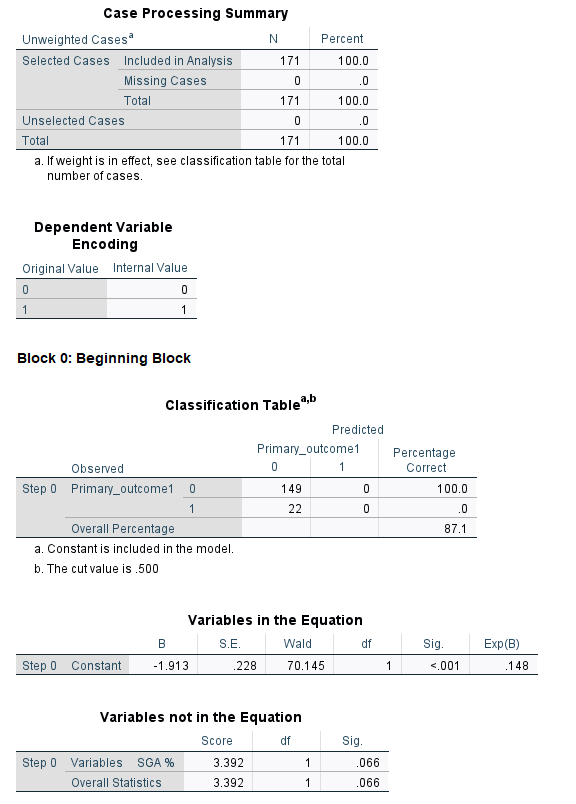 Case Processing Summary
Unweighted Casesa N Percent
Selected Cases Included in Analysis 171 100.0
Missing Cases 0 .0
Total 171 100.0
Unselected Cases 0 .0
Total 171 100.0
a. If weight is in effect, see classification table for the total
number of cases.
Dependent Variable
Encoding
Original Value Internal Value
0 0
1 1
Block 0: Beginning Block
Classification Tablea,b
Predicted
Primary_outcome1 Percentage
Observed 0 1 Correct
Step 0 Primary_outcome1 0 149 0 100.0
1 22 0 .0
Overall Percentage 87.1
a. Constant is included in the model.
b. The cut value is .500
Variables in the Equation
B S.E. Wald df Sig. Exp(B)
Step 0 Constant -1.913 .228 70.145 1 <.001 .148
Variables not in the Equation
Score df Sig.
Step 0 Variables SGA % 3.392 1 .066
Overall Statistics 3.392 1 .066